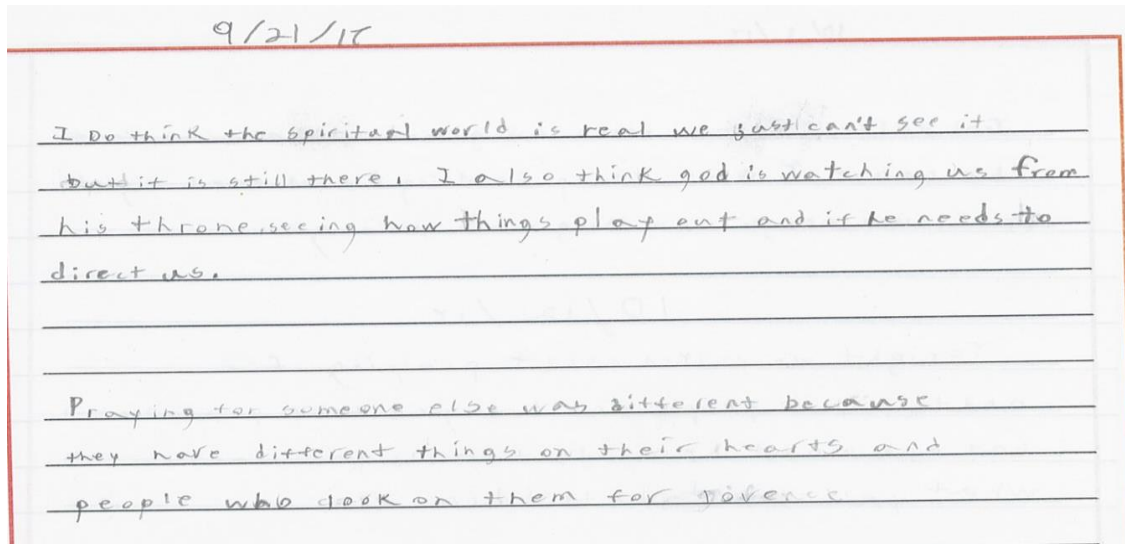 9/21/15
I Do think the spiritual world is real we just can't see it
but it is still there. I also think god is watching us from
his throne seeing how things play out and if he needs to
direct us.
Praying for someone else was different because
they have different things on their hearts and
people who look on them for